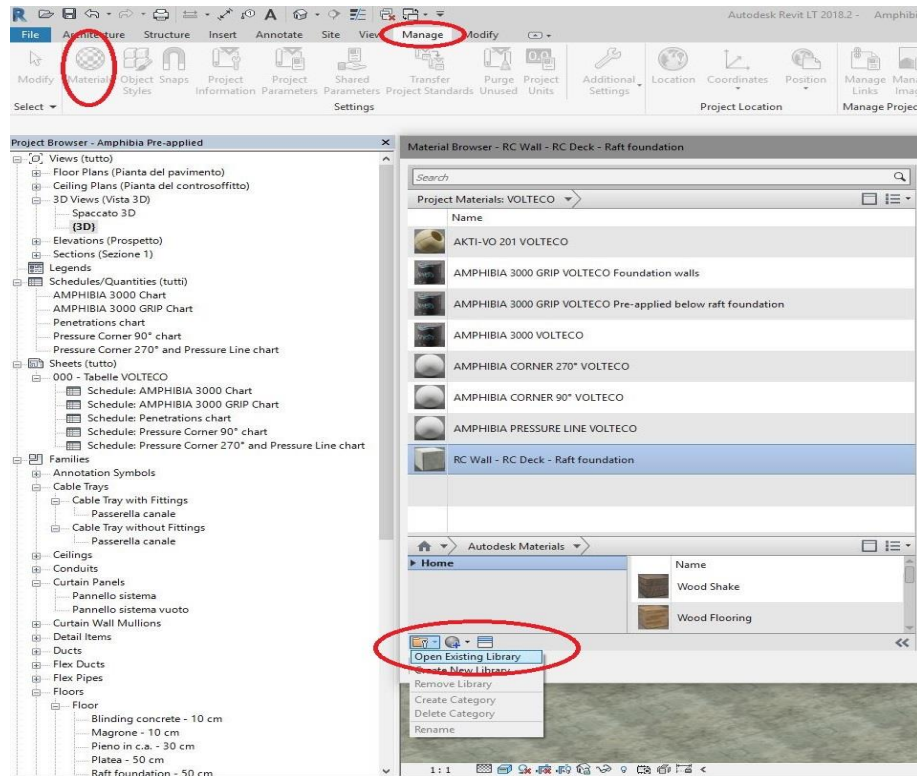 Autodesk Revit LT 2018.2 - Amphibi
File Architecture Structure Insert Annotate Site View Manage Modify
Modify Materials Object Styles Snaps Project Information Project Parameters Shared Parameters Transfer Project Standards Purge Unused Project Units Additional Settings Location Coordinates Position Manage Links
Select Settings Project Location Manage Projec
Project Browser - Amphibia Pre-applied
Views (tutto)
Floor Plans (Pianta del pavimento)
Ceiling Plans (Pianta del controsoffitto)
3D Views (Vista 3D)
Spaccato 3D
{3D}
Elevations (Prospetto)
Sections (Sezione 1)
Legends
Schedules/Quantities (tutti)
AMPHIBIA 3000 Chart
AMPHIBIA 3000 GRIP Chart
Penetrations chart
Pressure Corner 90° chart
Pressure Corner 270° and Pressure Line chart
Sheets (tutto)
000 - Tabelle VOLTECO
Schedule: AMPHIBIA 3000 Chart
Schedule: AMPHIBIA 3000 GRIP Chart
Schedule: Penetrations chart
Schedule: Pressure Corner 90° chart
Schedule: Pressure Corner 270° and Pressure Line chart
Families
Annotation Symbols
Cable Trays
Cable Tray with Fittings
Passerella canale
Cable Tray without Fittings
Passerella canale
Ceilings
Conduits
Curtain Panels
Pannello sistema
Pannello sistema vuoto
Curtain Wall Mullions
Detail Items
Ducts
Flex Ducts
Flex Pipes
Floors
Floor
Blinding concrete - 10 cm
Magrone - 10 cm
Pieno in c.a. - 30 cm
Platea - 50 cm
Raft foundation - 50 cm
Material Browser - RC Wall - RC Deck - Raft foundation
Search
Project Materials: VOLTECO
Name
AKTI-VO 201 VOLTECO
AMPHIBIA 3000 GRIP VOLTECO Foundation walls
AMPHIBIA 3000 GRIP VOLTECO Pre-applied below raft foundation
AMPHIBIA 3000 VOLTECO
AMPHIBIA CORNER 270° VOLTECO
AMPHIBIA CORNER 90° VOLTECO
AMPHIBIA PRESSURE LINE VOLTECO
RC Wall - RC Deck - Raft foundation
Autodesk Materials
Home
Name
Wood Shake
Wood Flooring
Open Existing Library
Create New Library
Remove Library
Create Category
Delete Category
Rename
1 : 1